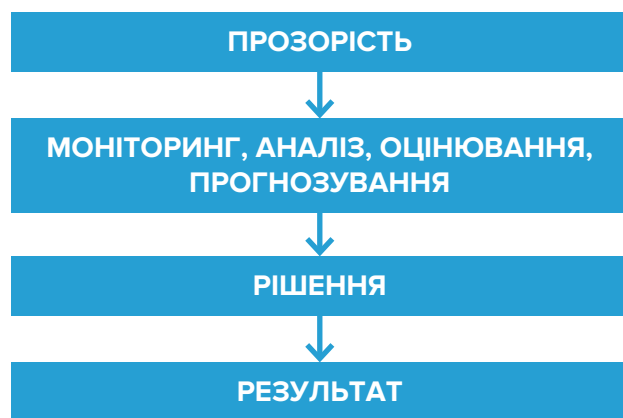 ПРОЗОРІСТЬ
МОНІТОРИНГ, АНАЛІЗ, ОЦІНЮВАННЯ,
ПРОГНОЗУВАННЯ
РІШЕННЯ
РЕЗУЛЬТАТ